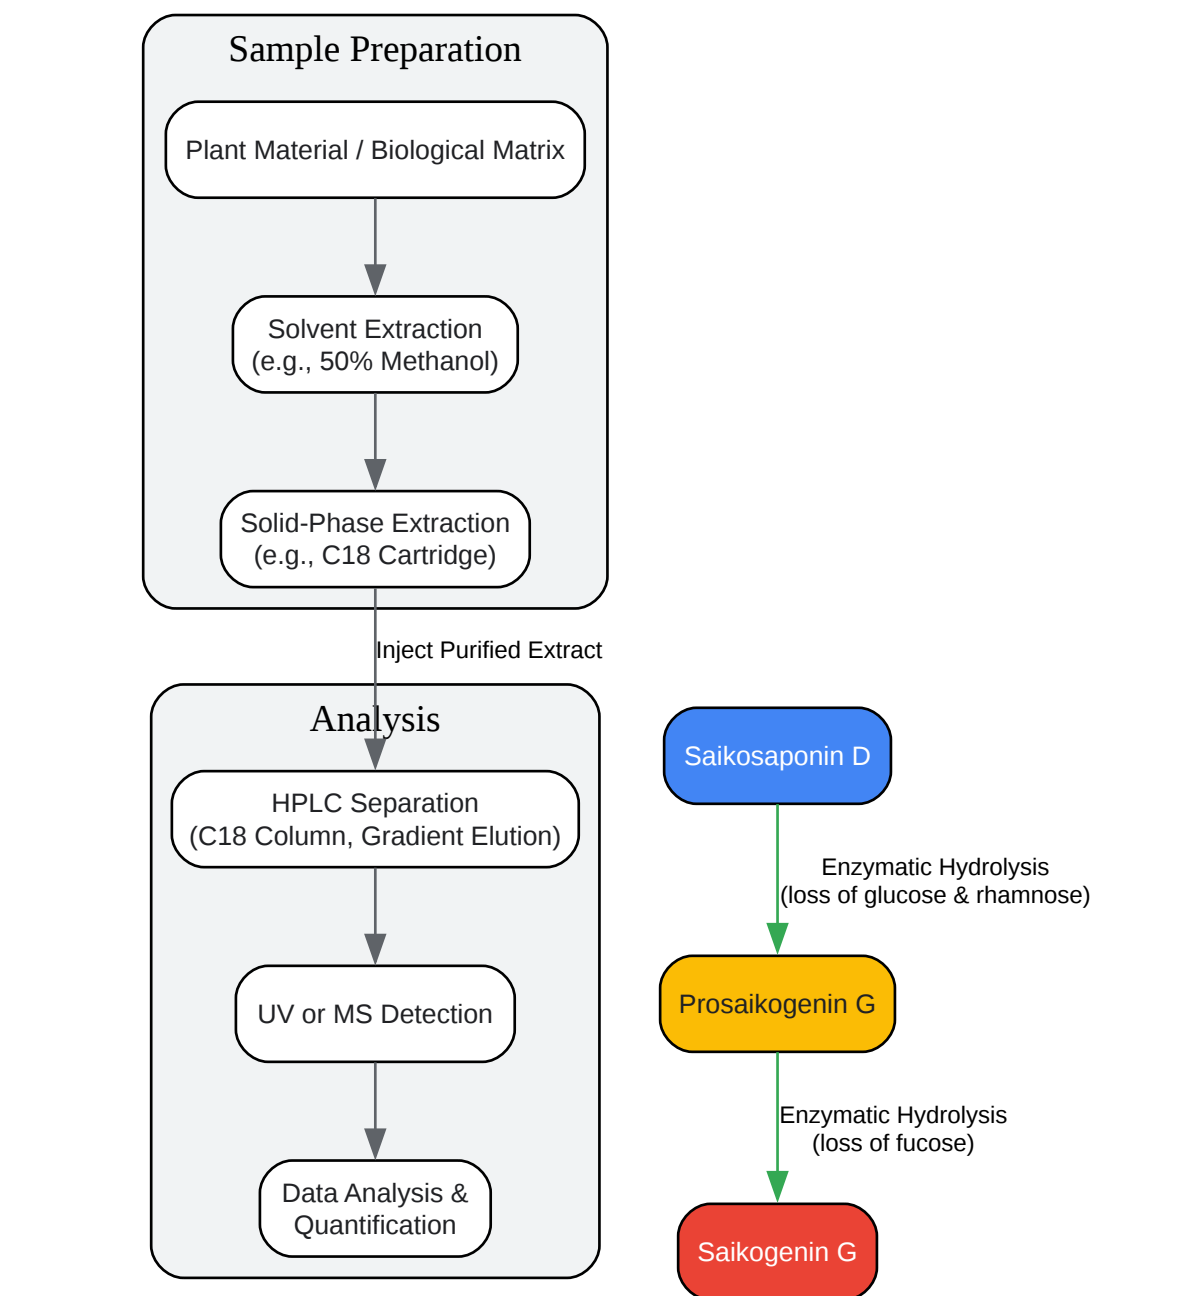 Sample Preparation
Plant Material / Biological Matrix
Solvent Extraction
(e.g., 50% Methanol)
Solid-Phase Extraction
(e.g., C18 Cartridge)
Inject Purified Extract
Analysis
HPLC Separation
(C18 Column, Gradient Elution)
UV or MS Detection
Data Analysis &
Quantification
Saikosaponin D
Enzymatic Hydrolysis
(loss of glucose & rhamnose)
Prosaikogenin G
Enzymatic Hydrolysis
(loss of fucose)
Saikogenin G